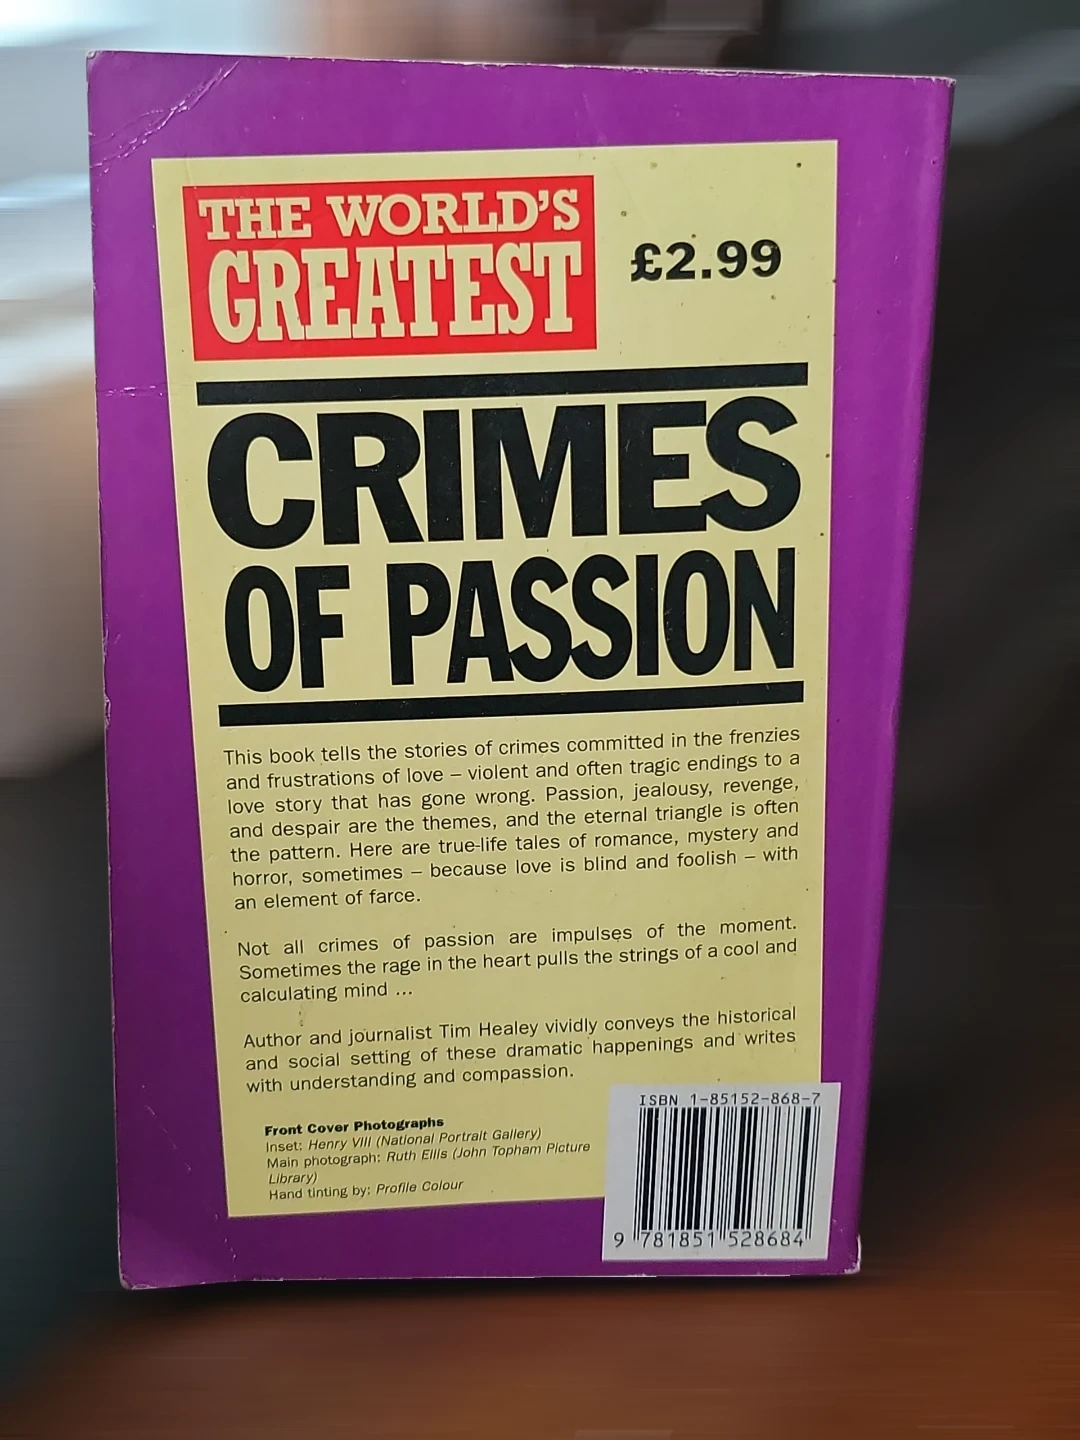 THE WORLD'S
GREATEST
£2.99
CRIMES
OF PASSION
This book tells the stories of crimes committed in the frenzies
and frustrations of love – violent and often tragic endings to a
love story that has gone wrong. Passion, jealousy, revenge,
and despair are the themes, and the eternal triangle is often
the pattern. Here are true-life tales of romance, mystery and
horror, sometimes – because love is blind and foolish – with
an element of farce.
Not all crimes of passion are impulses of the moment.
Sometimes the rage in the heart pulls the strings of a cool and
calculating mind ...
Author and journalist Tim Healey vividly conveys the historical
and social setting of these dramatic happenings and writes
with understanding and compassion.
Front Cover Photographs
Inset: Henry VIII (National Portrait Gallery)
Main photograph: Ruth Ellis (John Topham Picture
Library)
Hand tinting by: Profile Colour
ISBN 1-85152-868-7
9 781851 528684